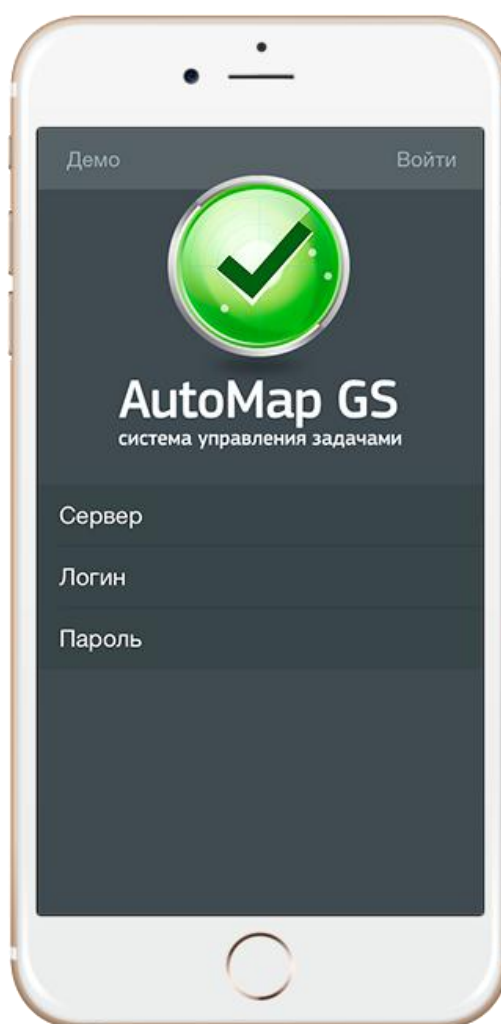 Демо
Войти
AutoMap GS
система управления задачами
Сервер
Логин
Пароль